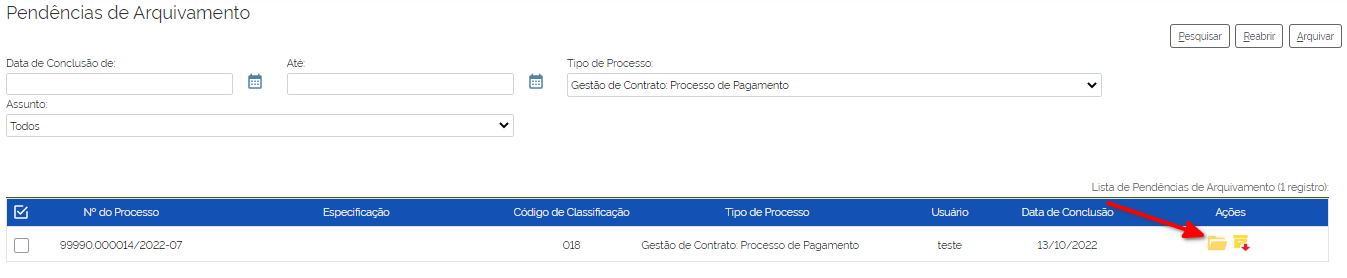 Pendências de Arquivamento
Pesquisar Reabrir Arquivar
Data de Conclusão de: Até: Tipo de Processo:
Gestão de Contrato: Processo de Pagamento
Assunto:
Todos
Lista de Pendências de Arquivamento (1 registro):
Nº do Processo Especificação Código de Classificação Tipo de Processo Usuário Data de Conclusão Ações
99990.000014/2022-07 018 Gestão de Contrato: Processo de Pagamento teste 13/10/2022